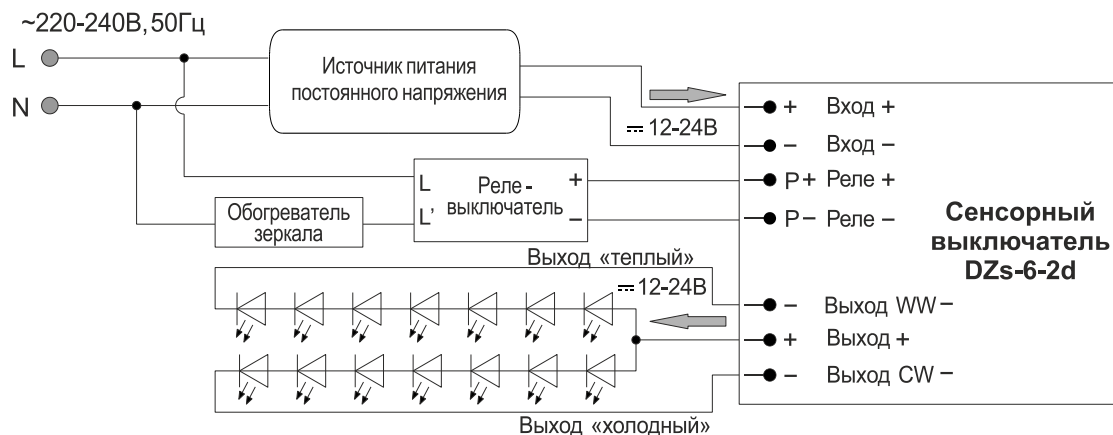 ~220-240В, 50Гц
L
N
Источник питания
постоянного напряжения
⎓ 12-24В
+ Вход +
− Вход −
P+ Реле +
P− Реле −
L
L'
Реле -
выключатель
+
−
Обогреватель
зеркала
Сенсорный
выключатель
DZs-6-2d
Выход «теплый»
⎓ 12-24В
− Выход WW −
+ Выход +
− Выход CW −
Выход «холодный»